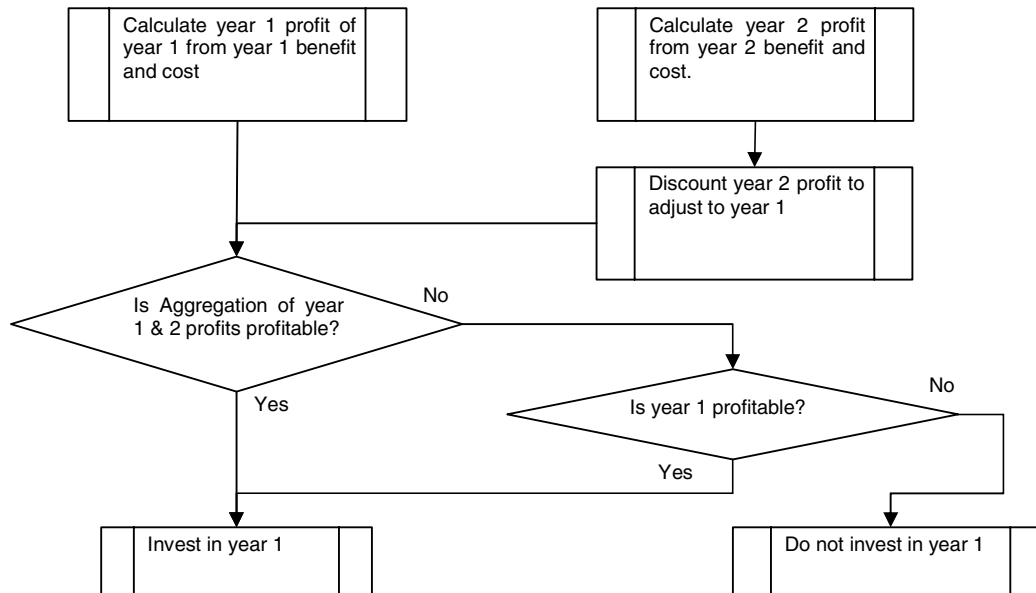 Calculate year 1 profit of
year 1 from year 1 benefit
and cost
Calculate year 2 profit
from year 2 benefit and
cost.
Discount year 2 profit to
adjust to year 1
Is Aggregation of year
1 & 2 profits profitable?
No
Yes
Is year 1 profitable?
No
Yes
Invest in year 1
Do not invest in year 1